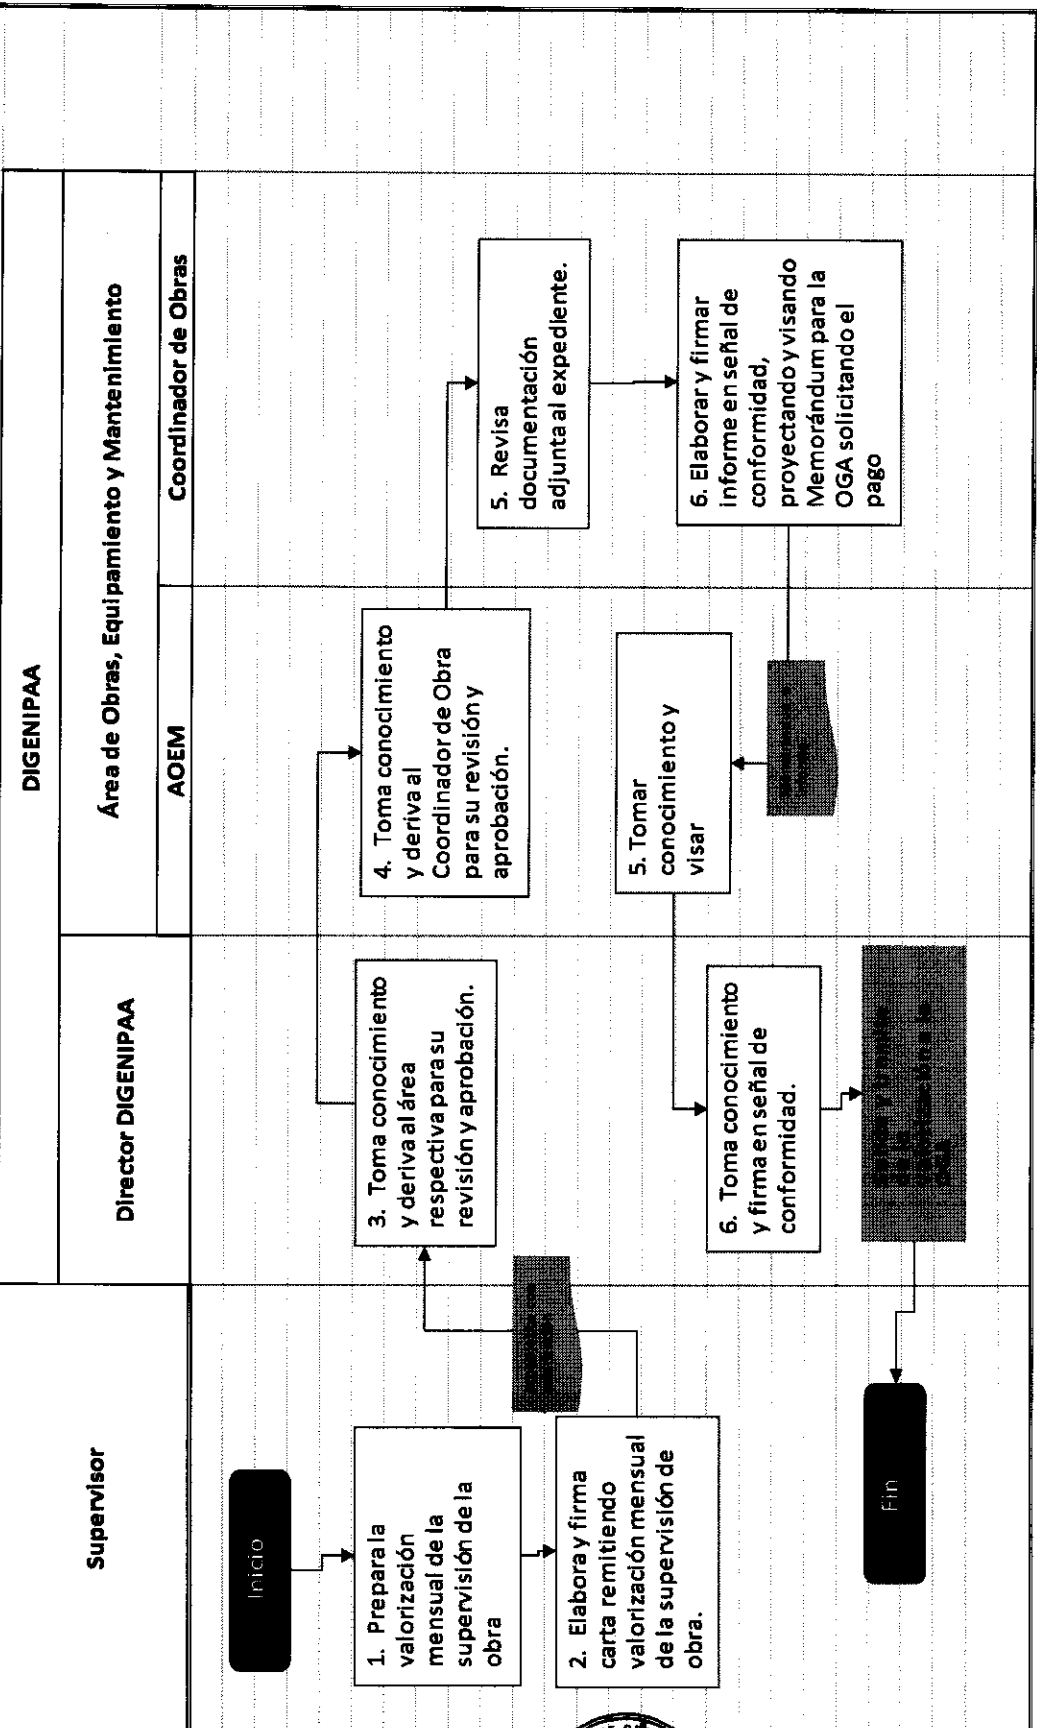 DIGENIPAA
Supervisor
Director DIGENIPAA
Área de Obras, Equipamiento y Mantenimiento
AOEM
Coordinador de Obras
Inicio
1. Prepara la
valorización
mensual de la
supervisión de la
obra
2. Elabora y firma
carta remitiendo
valorización mensual
de la supervisión de
obra.
3. Toma conocimiento
y deriva al área
respectiva para su
revisión y aprobación.
4. Toma conocimiento
y deriva al
Coordinador de Obra
para su revisión y
aprobación.
5. Revisa
documentación
adjunta al expediente.
6. Elaborar y firmar
informe en señal de
conformidad,
proyectando y visando
Memorándum para la
OGA solicitando el
pago
5. Tomar
conocimiento y
visar
6. Toma conocimiento
y firma en señal de
conformidad.
Fin